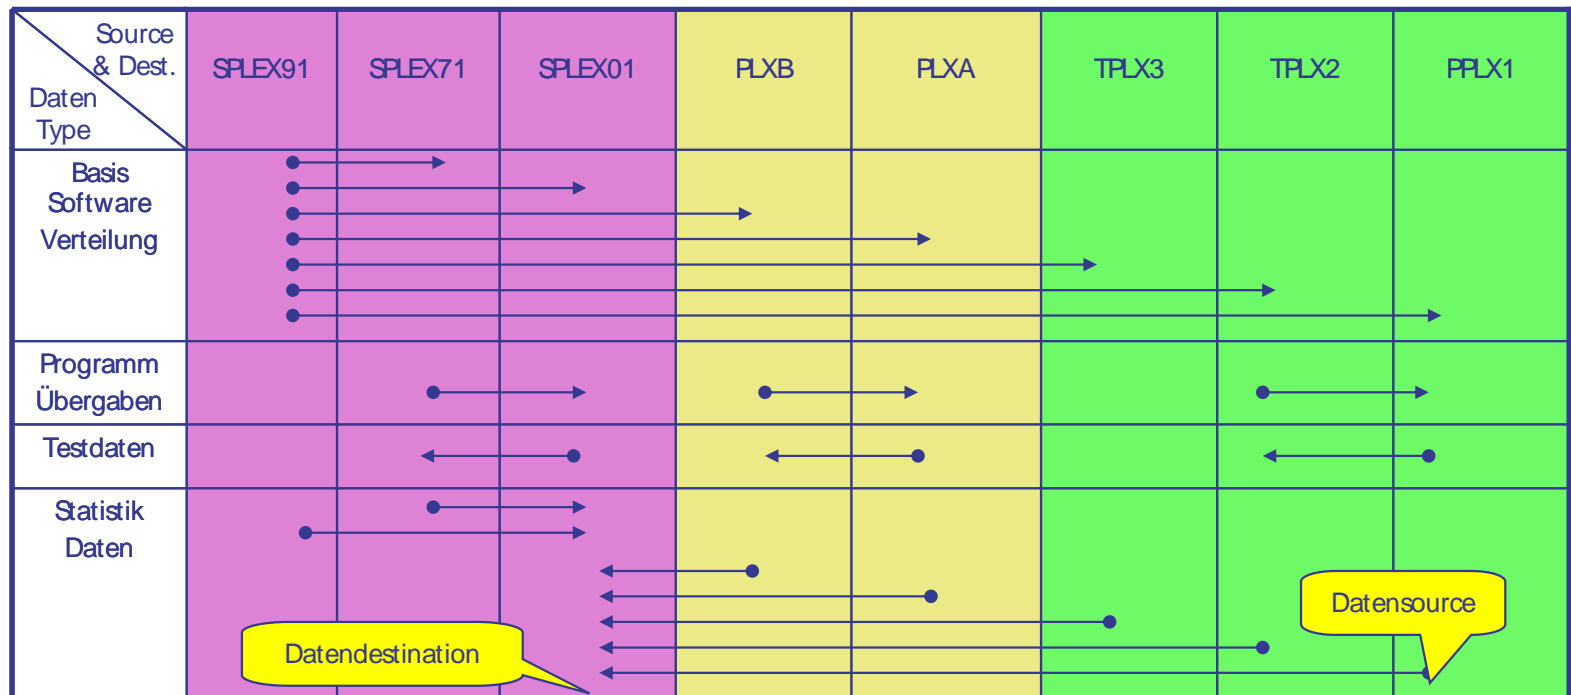 Source
& Dest.
Daten
Type
SPLEX91
SPLEX71
SPLEX01
PLXB
PLXA
TPLX3
TPLX2
PPLX1
Basis
Software
Verteilung
Programm
Übergaben
Testdaten
Statistik
Daten
Datensource
Datendestination